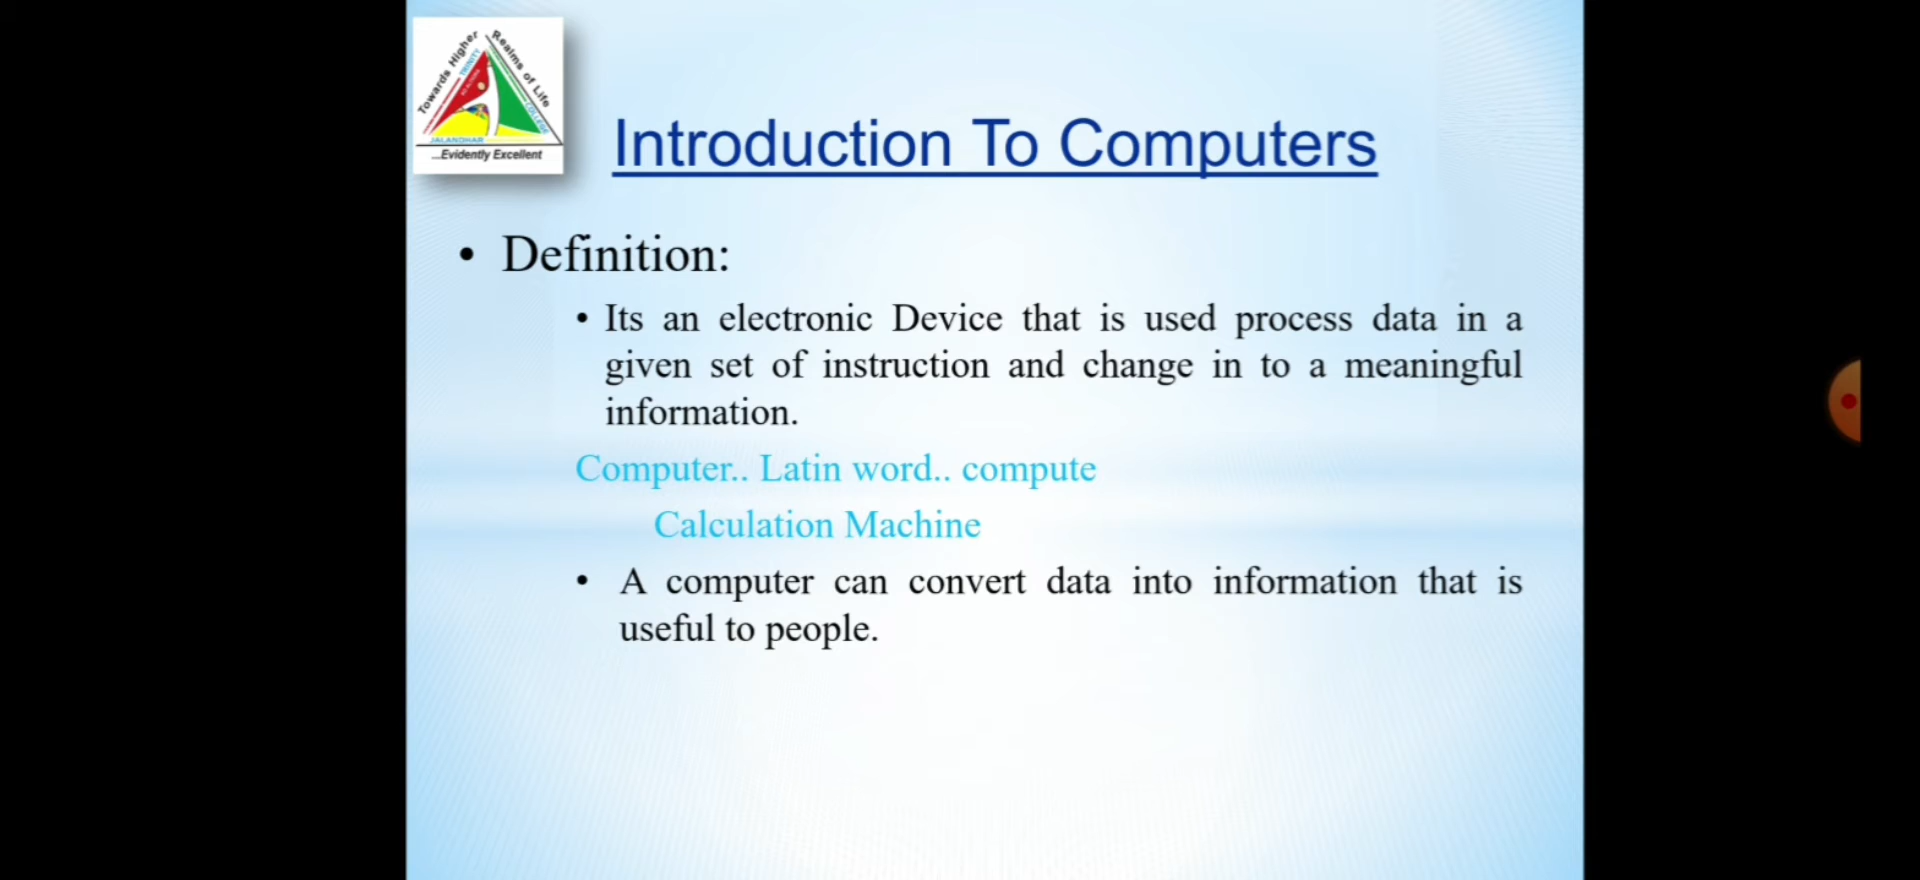 Towards Higher Realms of Life
TRINITY
COLLEGE
JALANDHAR
...Evidently Excellent
Introduction To Computers
• Definition:
• Its an electronic Device that is used process data in a
given set of instruction and change in to a meaningful
information.
Computer.. Latin word.. compute
Calculation Machine
• A computer can convert data into information that is
useful to people.